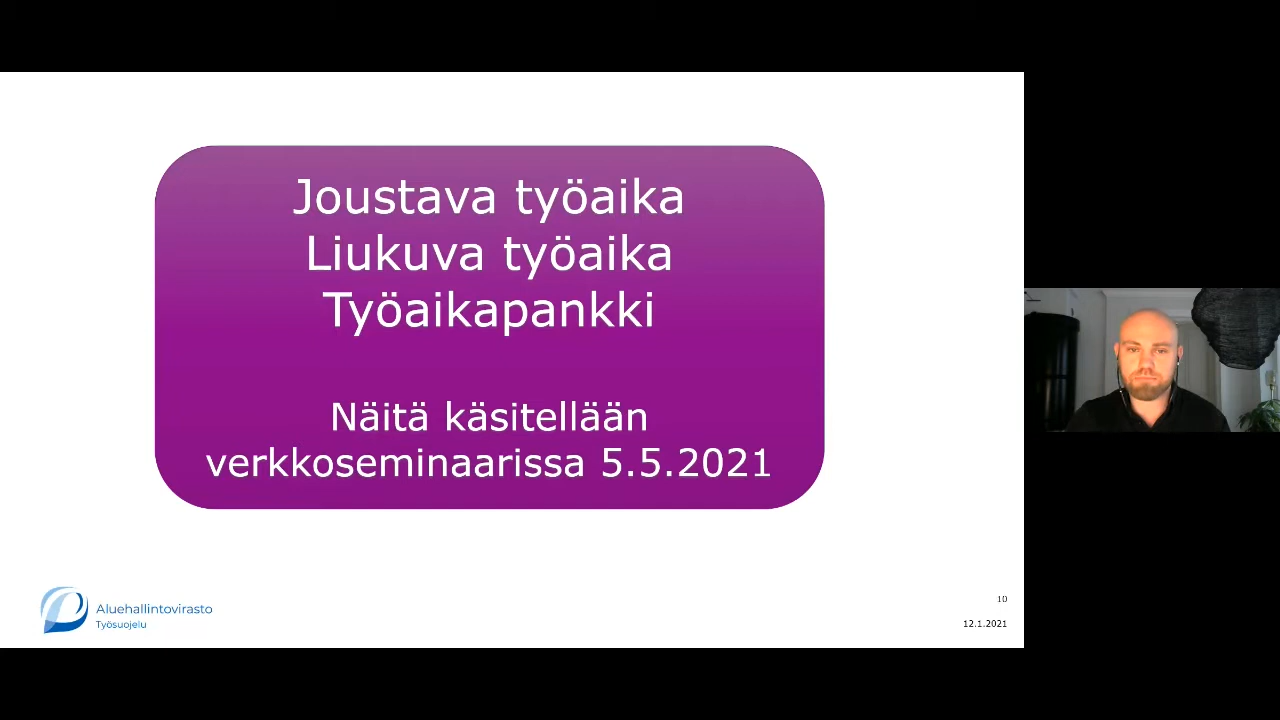 Joustava työaika
Liukuva työaika
Työaikapankki
Näitä käsitellään
verkkoseminaarissa 5.5.2021
Aluehallintovirasto
Työsuojelu
10
12.1.2021